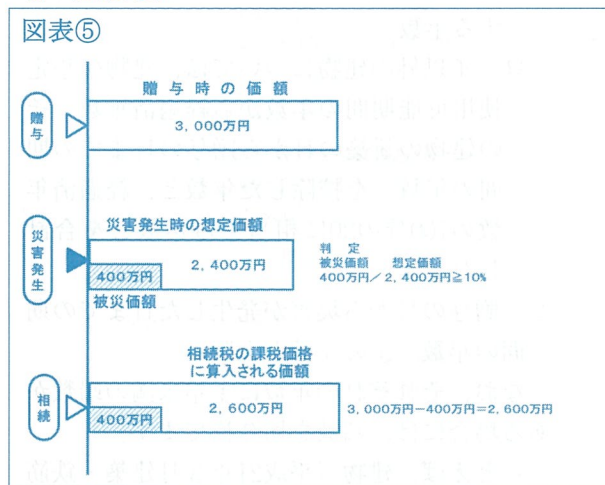 図表⑤
贈与時の価額
贈与
3,000万円
災害発生時の想定価額
災害発生
2,400万円
400万円
被災価額
判定
被災価額 想定価額
400万円／2,400万円≧10%
相続税の課税価格
に算入される価額
相続
2,600万円
400万円
3,000万円－400万円＝2,600万円